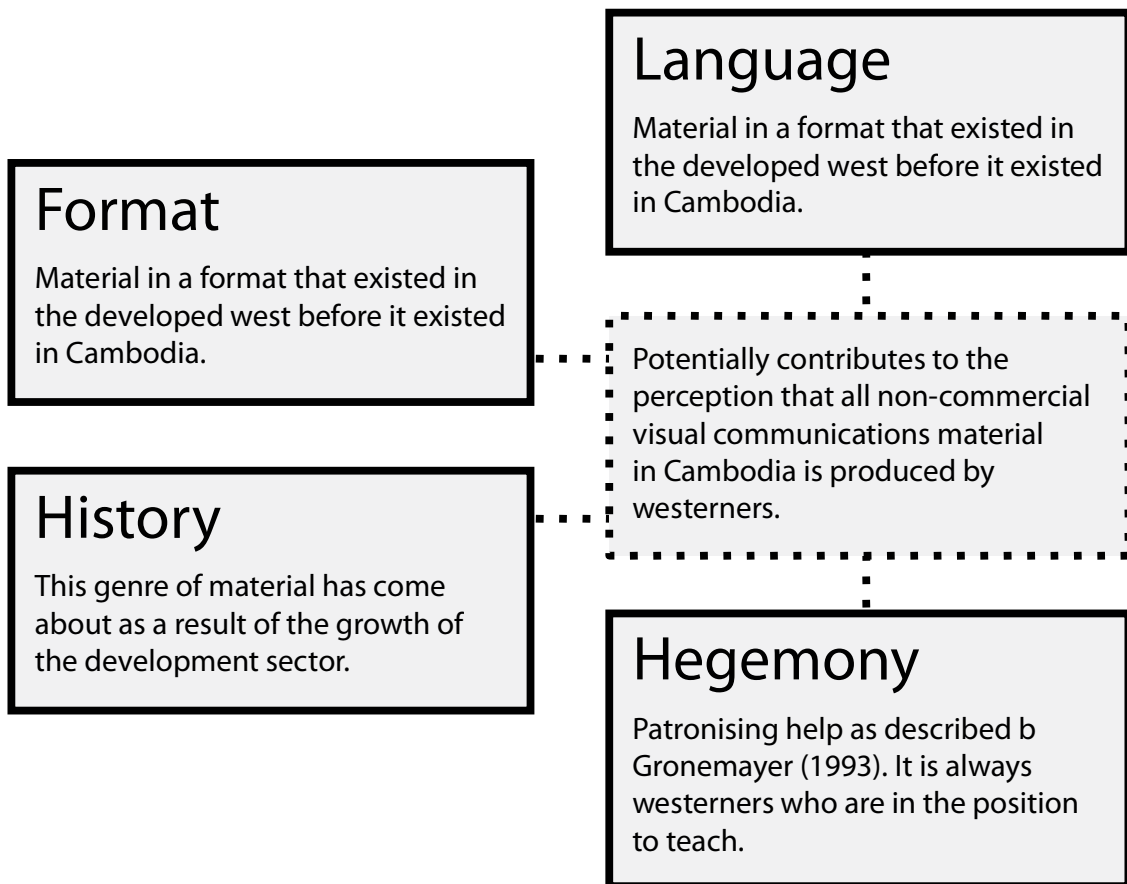 Language
Material in a format that existed in
the developed west before it existed
in Cambodia.
Format
Material in a format that existed in
the developed west before it existed
in Cambodia.
Potentially contributes to the
perception that all non-commercial
visual communications material
in Cambodia is produced by
westerners.
History
This genre of material has come
about as a result of the growth of
the development sector.
Hegemony
Patronising help as described b
Gronemayer (1993). It is always
westerners who are in the position
to teach.